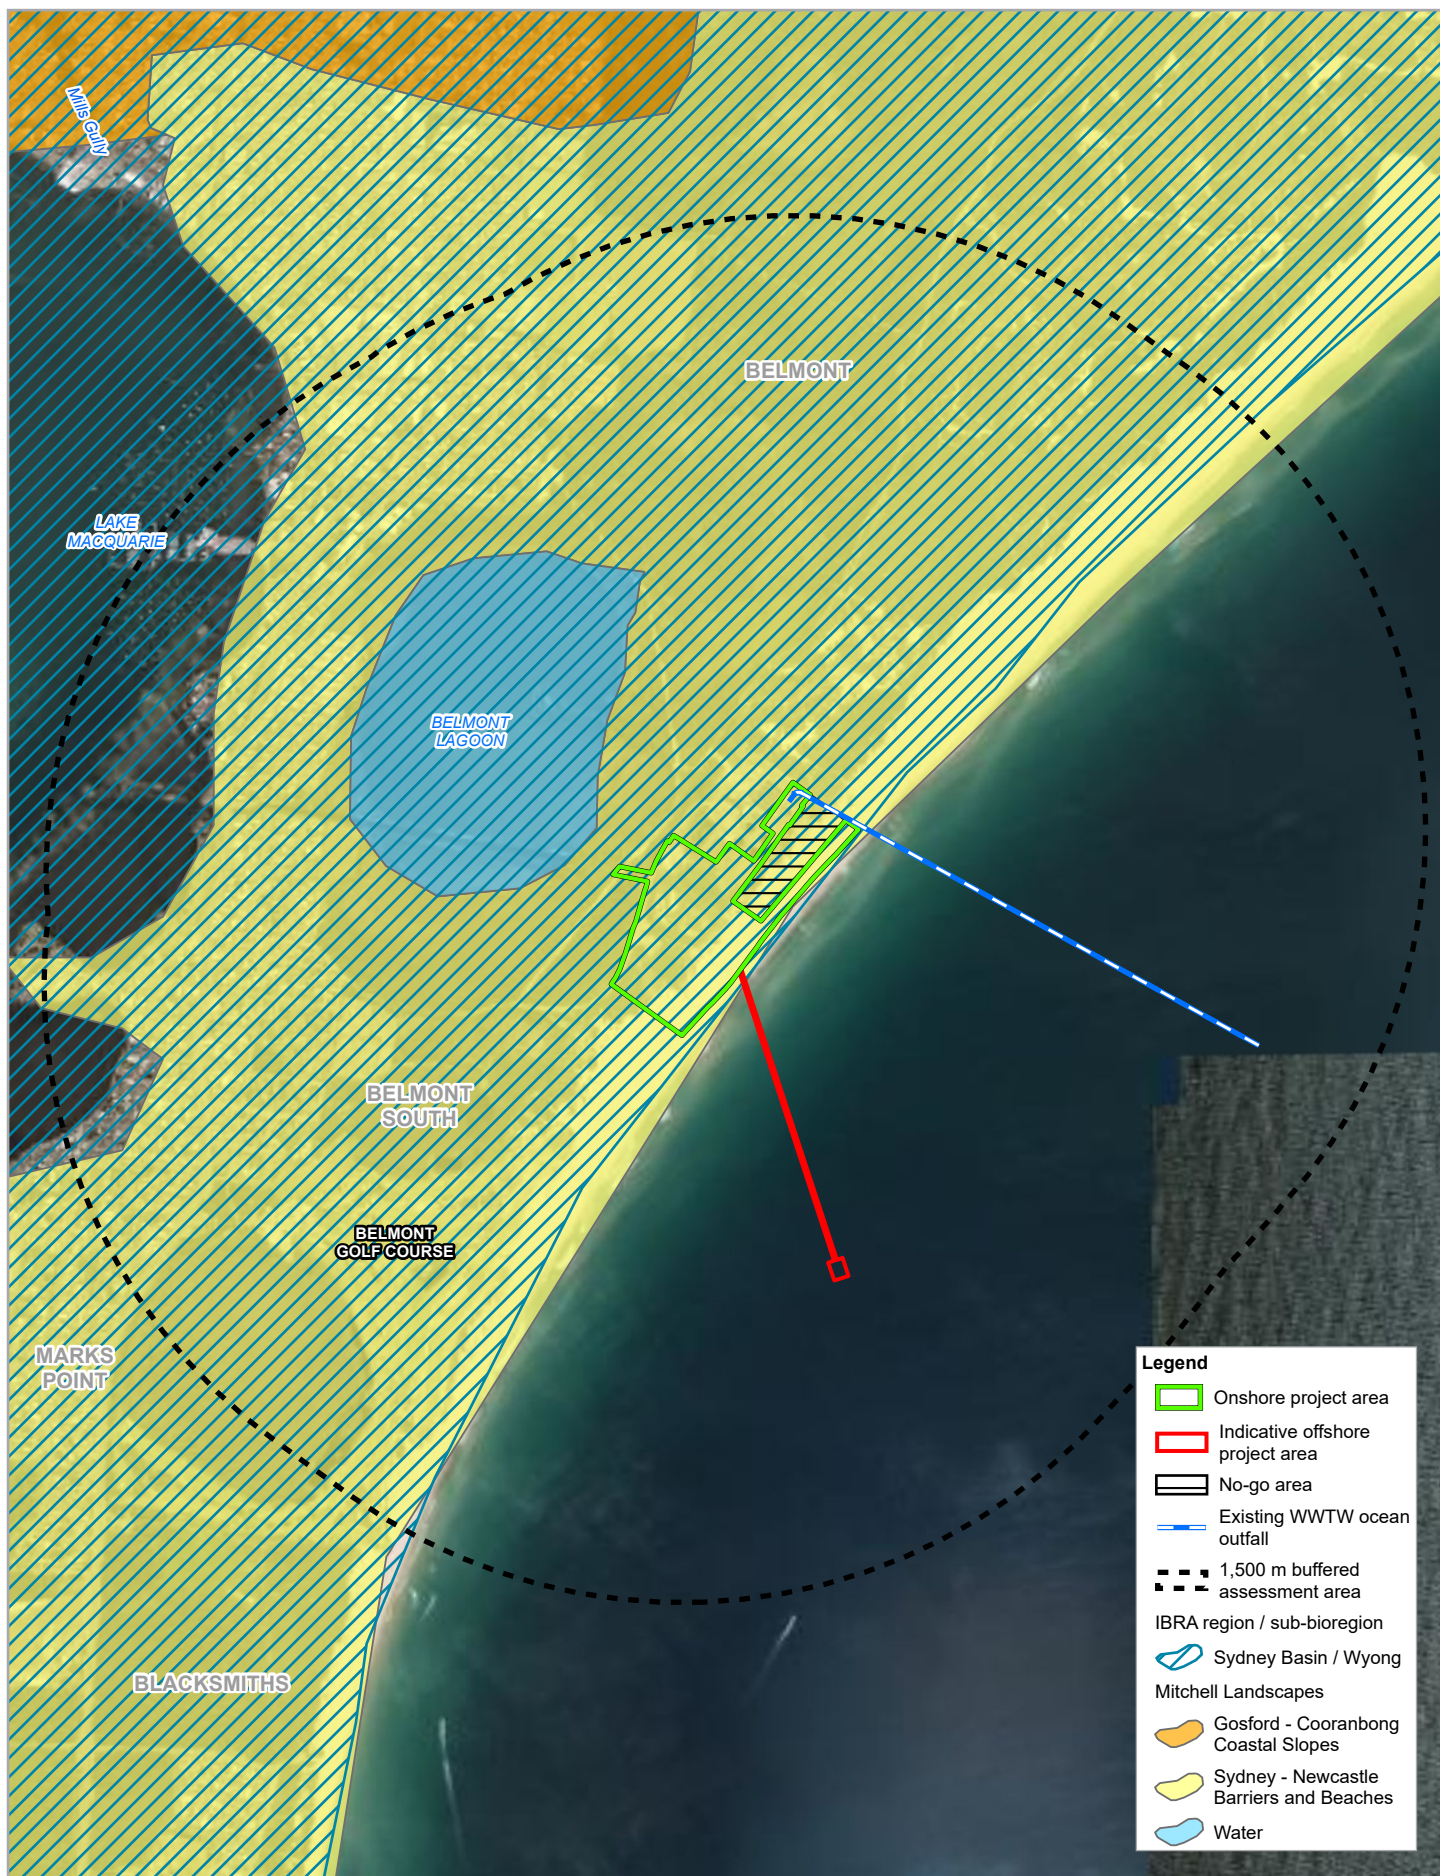 Mills Gully
BELMONT
LAKE
MACQUARIE
BELMONT
LAGOON
BELMONT
SOUTH
BELMONT
GOLF COURSE
MARKS
POINT
BLACKSMITHS
Legend
Onshore project area
Indicative offshore
project area
No-go area
Existing WWTW ocean
outfall
1,500 m buffered
assessment area
IBRA region / sub-bioregion
Sydney Basin / Wyong
Mitchell Landscapes
Gosford - Cooranbong
Coastal Slopes
Sydney - Newcastle
Barriers and Beaches
Water